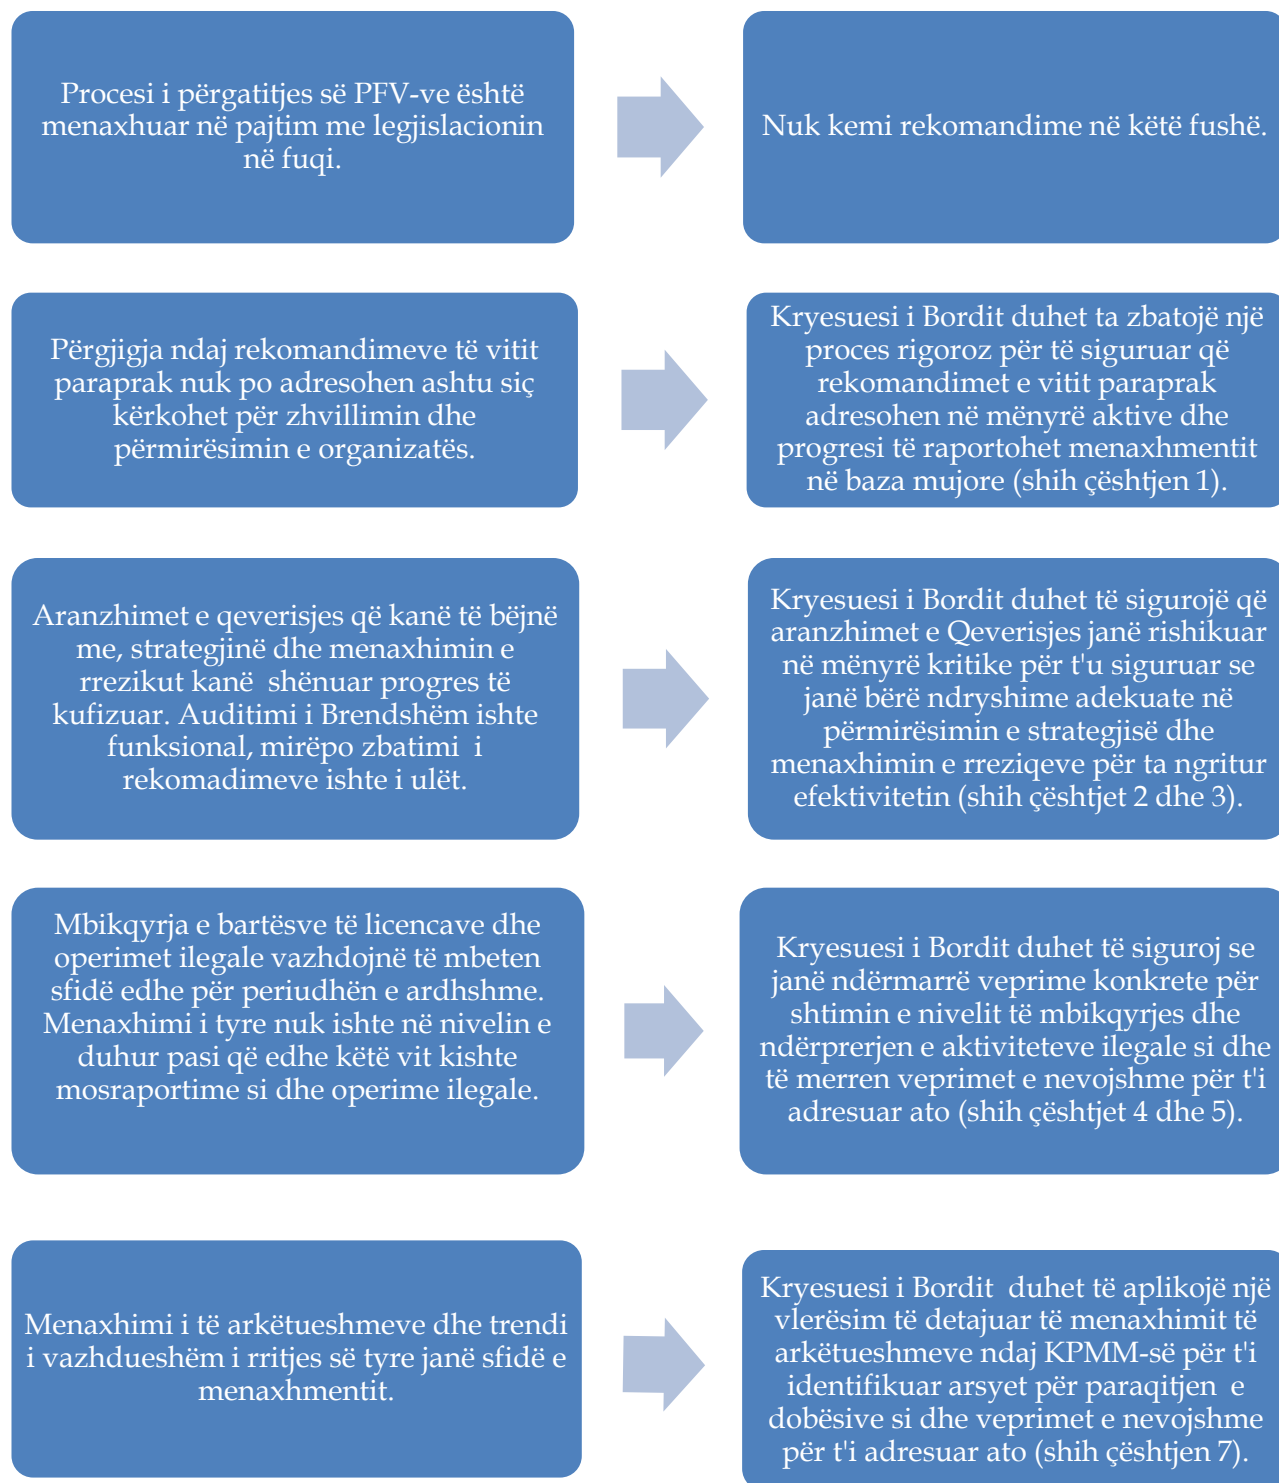 Procesi i përgatitjes së PFV-ve është
menaxhuar në pajtim me legjislacionin
në fuqi.
Nuk kemi rekomandime në këtë fushë.
Përgjigja ndaj rekomandimeve të vitit
paraprak nuk po adresohen ashtu siç
kërkohet për zhvillimin dhe
përmirësimin e organizatës.
Kryesuesi i Bordit duhet ta zbatojë një
proces rigoroz për të siguruar që
rekomandimet e vitit paraprak
adresohen në mënyrë aktive dhe
progresi të raportohet menaxhmentit
në baza mujore (shih çështjen 1).
Aranzhimet e qeverisjes që kanë të bëjnë
me, strategjinë dhe menaxhimin e
rrezikut kanë shënuar progres të
kufizuar. Auditimi i Brendshëm ishte
funksional, mirëpo zbatimi i
rekomadimeve ishte i ulët.
Kryesuesi i Bordit duhet të sigurojë që
aranzhimet e Qeverisjes janë rishikuar
në mënyrë kritike për t'u siguruar se
janë bërë ndryshime adekuate në
përmirësimin e strategjisë dhe
menaxhimin e rreziqeve për ta ngritur
efektivitetin (shih çështjet 2 dhe 3).
Mbikqyrja e bartësve të licencave dhe
operimet ilegale vazhdojnë të mbeten
sfidë edhe për periudhën e ardhshme.
Menaxhimi i tyre nuk ishte në nivelin e
duhur pasi që edhe këtë vit kishte
mosraportime si dhe operime ilegale.
Kryesuesi i Bordit duhet të siguroj se
janë ndërmarrë veprime konkrete për
shtimin e nivelit të mbikqyrjes dhe
ndërprerjen e aktiviteteve ilegale si dhe
të merren veprimet e nevojshme për t'i
adresuar ato (shih çështjet 4 dhe 5).
Menaxhimi i të arkëtueshmeve dhe trendi
i vazhdueshëm i rritjes së tyre janë sfidë e
menaxhmentit.
Kryesuesi i Bordit duhet të aplikojë një
vlerësim të detajuar të menaxhimit të
arkëtueshmeve ndaj KPMM-së për t'i
identifikuar arsyet për paraqitjen e
dobësive si dhe veprimet e nevojshme
për t'i adresuar ato (shih çështjen 7).